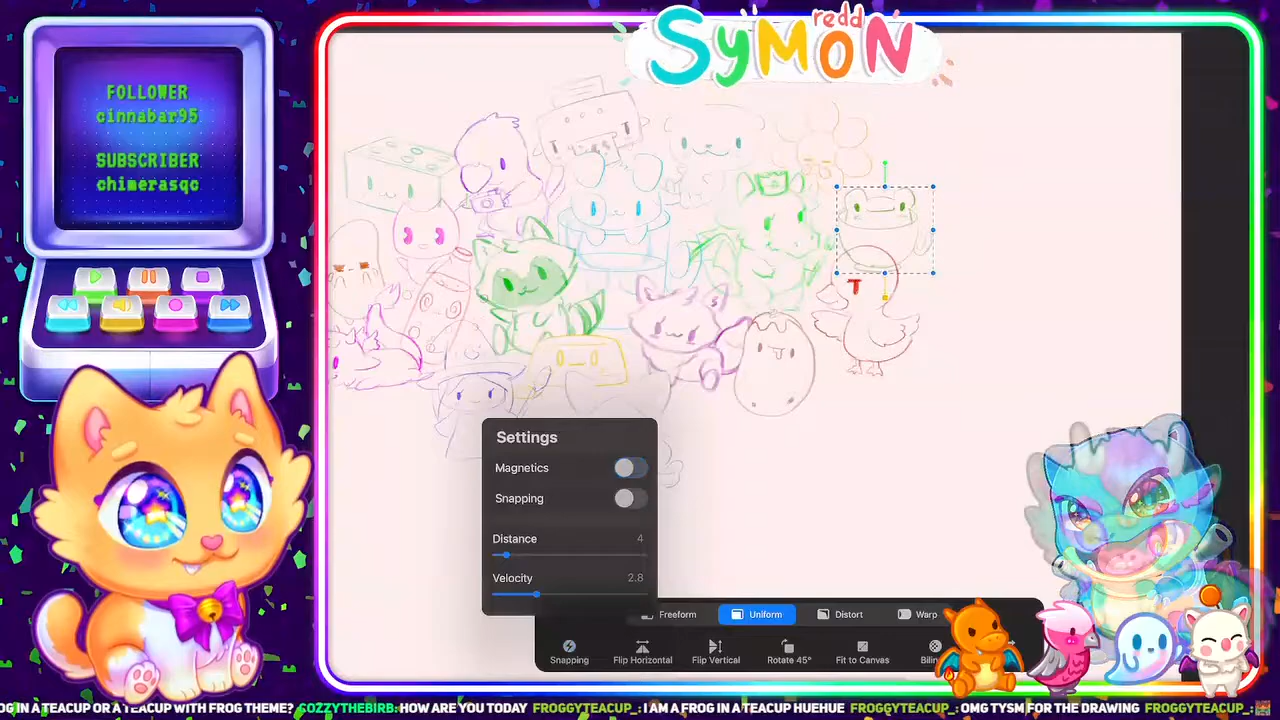 redd
SyMON
FOLLOWER
cinnabar95
SUBSCRIBER
chimerasqc
T
Settings
Magnetics
Snapping
Distance 4
Velocity 2.8
Freeform Uniform Distort Warp
Snapping Flip Horizontal Flip Vertical Rotate 45° Fit to Canvas
OG IN A TEACUP OR A TEACUP WITH FROG THEME? COZZYTHEBIRB: HOW ARE YOU TODAY FROGGYTEACUP_: I AM A FROG IN A TEACUP HUEHUE FROGGYTEACUP_: OMG TYSM FOR THE DRAWING FROGGYTEACUP_: